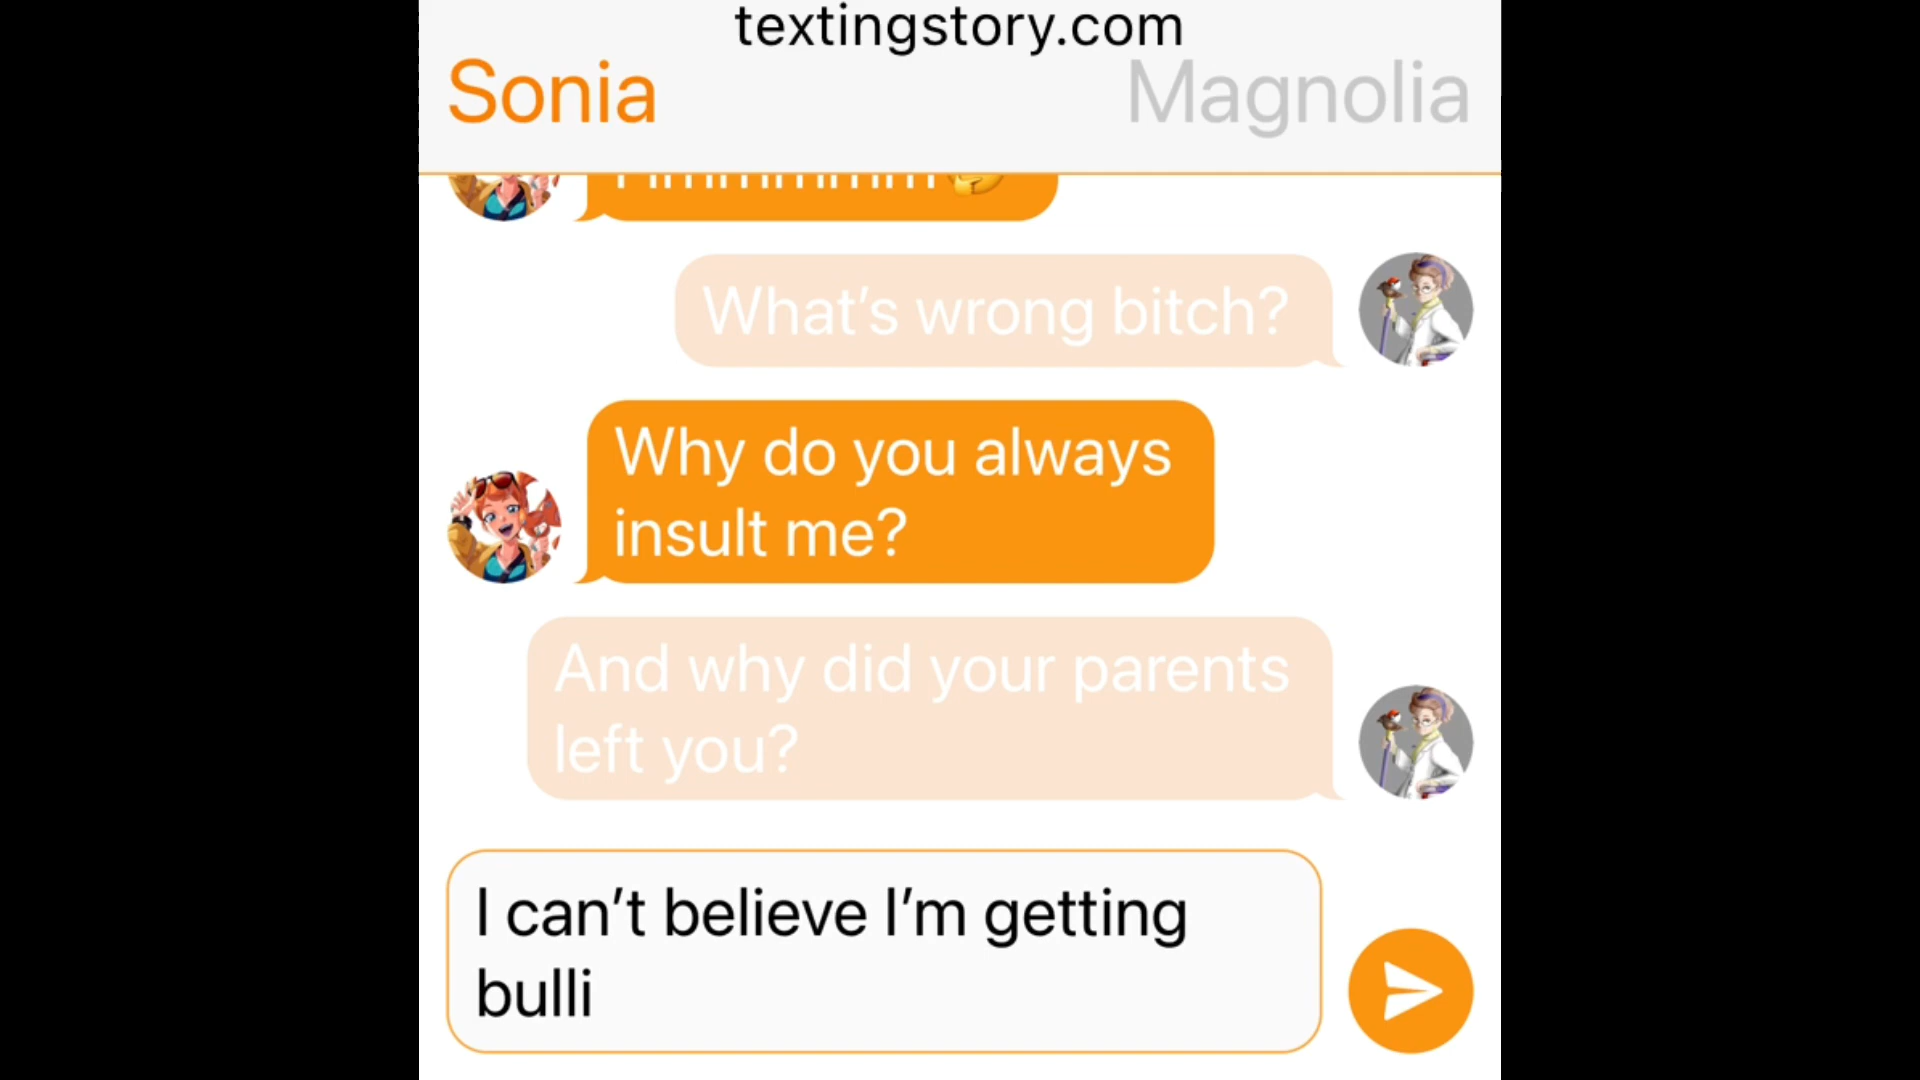 textingstory.com
Sonia
Magnolia
What’s wrong bitch?
Why do you always
insult me?
And why did your parents
left you?
I can’t believe I’m getting
bulli